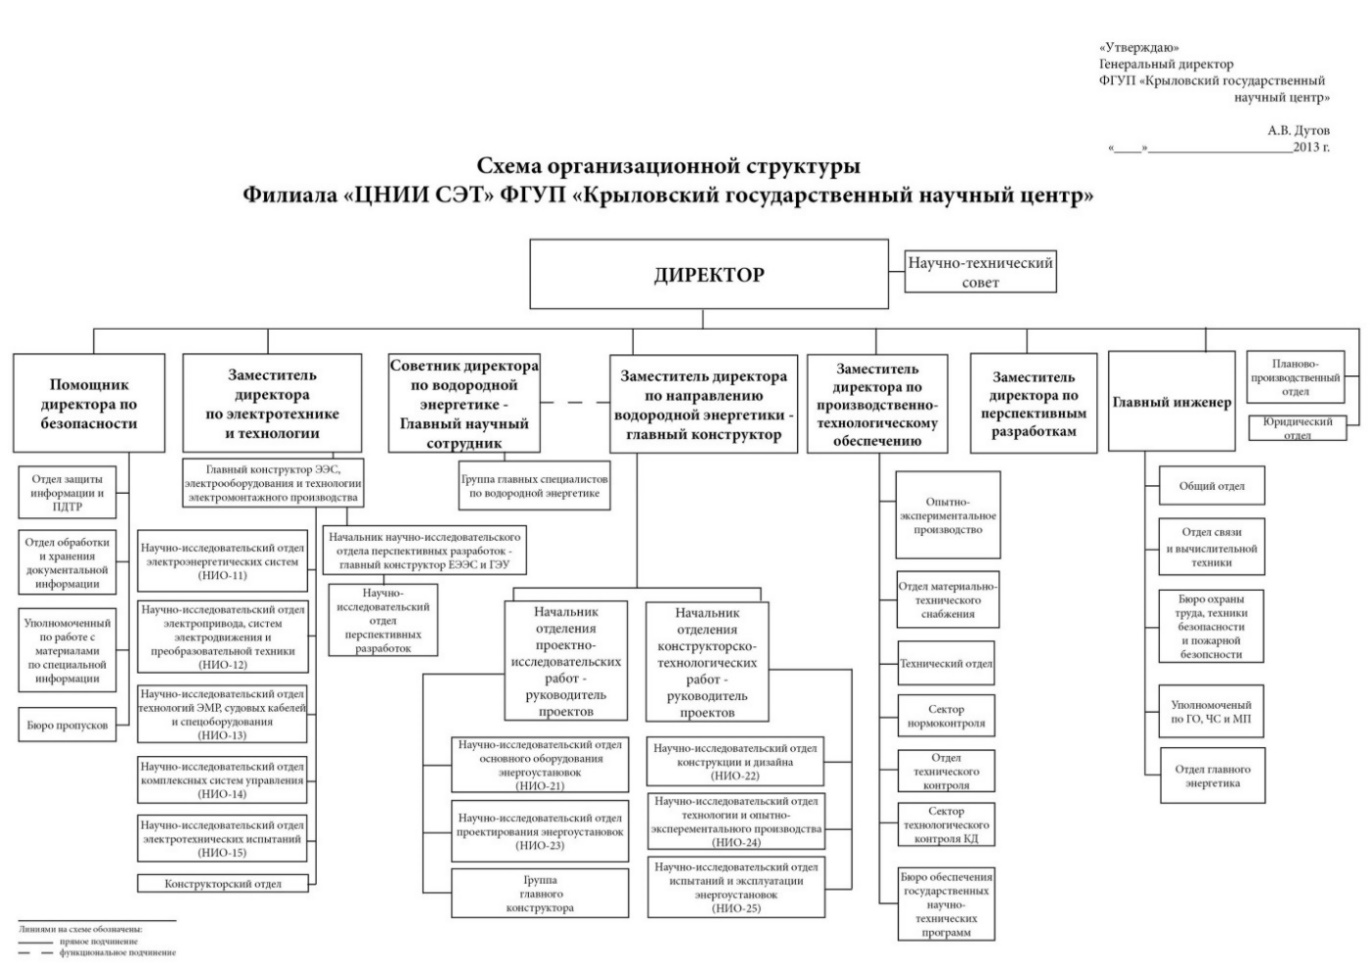 «Утверждаю»
Генеральный директор
ФГУП «Крыловский государственный
научный центр»
А.В. Дутов
«____»______________________2013 г.
Схема организационной структуры
Филиала «ЦНИИ СЭТ» ФГУП «Крыловский государственный научный центр»
ДИРЕКТОР
Научно-технический
совет
Помощник
директора по
безопасности
Заместитель
директора
по электротехнике
и технологии
Советник директора
по водородной
энергетике -
Главный научный
сотрудник
Заместитель директора
по направлению
водородной энергетики -
главный конструктор
Заместитель
директора по
производственно-
технологическому
обеспечению
Заместитель
директора по
перспективным
разработкам
Главный инженер
Планово-
производственный
отдел
Юридический
отдел
Отдел защиты
информации и
ПДТР
Отдел обработки
и хранения
документальной
информации
Уполномоченный
по работе с
материалами
по специальной
информации
Бюро пропусков
Главный конструктор ЭЭС,
электрооборудования и технологии
электромонтажного производства
Научно-исследовательский отдел
электроэнергетических систем
(НИО-11)
Научно-исследовательский отдел
электропривода, систем
электродвижения и
преобразовательной техники
(НИО-12)
Научно-исследовательский отдел
технологий ЭМР, судовых кабелей
и спецоборудования
(НИО-13)
Научно-исследовательский отдел
комплексных систем управления
(НИО-14)
Научно-исследовательский отдел
электротехнических испытаний
(НИО-15)
Конструкторский отдел
Начальник научно-исследовательского
отдела перспективных разработок -
главный конструктор ЕЭЭС и ГЭУ
Научно-
исследовательский
отдел
перспективных
разработок
Группа главных специалистов
по водородной энергетике
Начальник
отделения
проектно-
исследовательских
работ -
руководитель
проектов
Начальник
отделения
конструкторско-
технологических
работ -
руководитель
проектов
Научно-исследовательский отдел
основного оборудования
энергоустановок
(НИО-21)
Научно-исследовательский отдел
проектирования энергоустановок
(НИО-23)
Группа
главного
конструктора
Научно-исследовательский отдел
конструкции и дизайна
(НИО-22)
Научно-исследовательский отдел
технологии и опытно-
эксперементального производства
(НИО-24)
Научно-исследовательский отдел
испытаний и эксплуатации
энергоустановок
(НИО-25)
Опытно-
экспериментальное
производство
Отдел материально-
технического
снабжения
Технический отдел
Сектор
нормоконтроля
Отдел
технического
контроля
Сектор
технологического
контроля КД
Бюро обеспечения
государственных
научно-
технических
программ
Общий отдел
Отдел связи
и вычислительной
техники
Бюро охраны
труда, техники
безопасности
и пожарной
безопсности
Уполномоченый
по ГО, ЧС и МП
Отдел главного
энергетика
Линиями на схеме обозначены:
прямое подчинение
функциональное подчинение